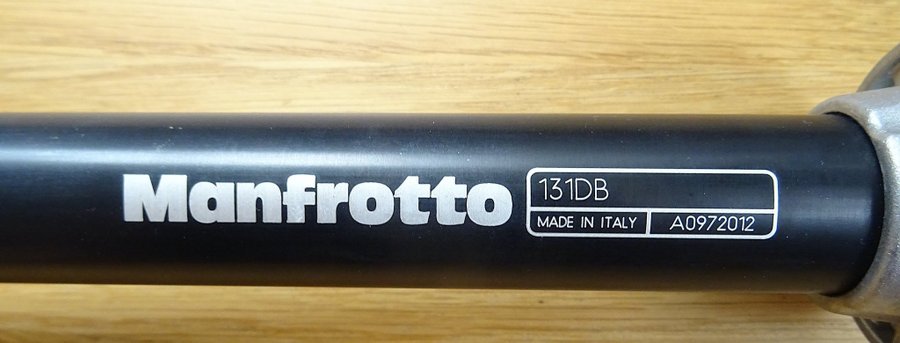 Manfrotto
131DB
MADE IN ITALY
A0972012